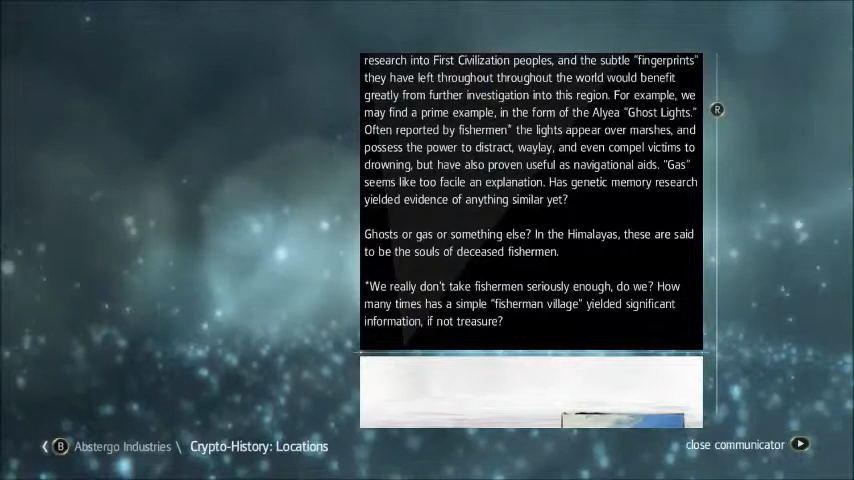 research into First Civilization peoples, and the subtle "fingerprints"
they have left throughout throughout the world would benefit
greatly from further investigation into this region. For example, we
may find a prime example, in the form of the Alyea "Ghost Lights."
Often reported by fishermen* the lights appear over marshes, and
possess the power to distract, waylay, and even compel victims to
drowning, but have also proven useful as navigational aids. "Gas"
seems like too facile an explanation. Has genetic memory research
yielded evidence of anything similar yet?
Ghosts or gas or something else? In the Himalayas, these are said
to be the souls of deceased fishermen.
*We really don't take fishermen seriously enough, do we? How
many times has a simple "fisherman village" yielded significant
information, if not treasure?
R
B Abstergo Industries \ Crypto-History: Locations
close communicator